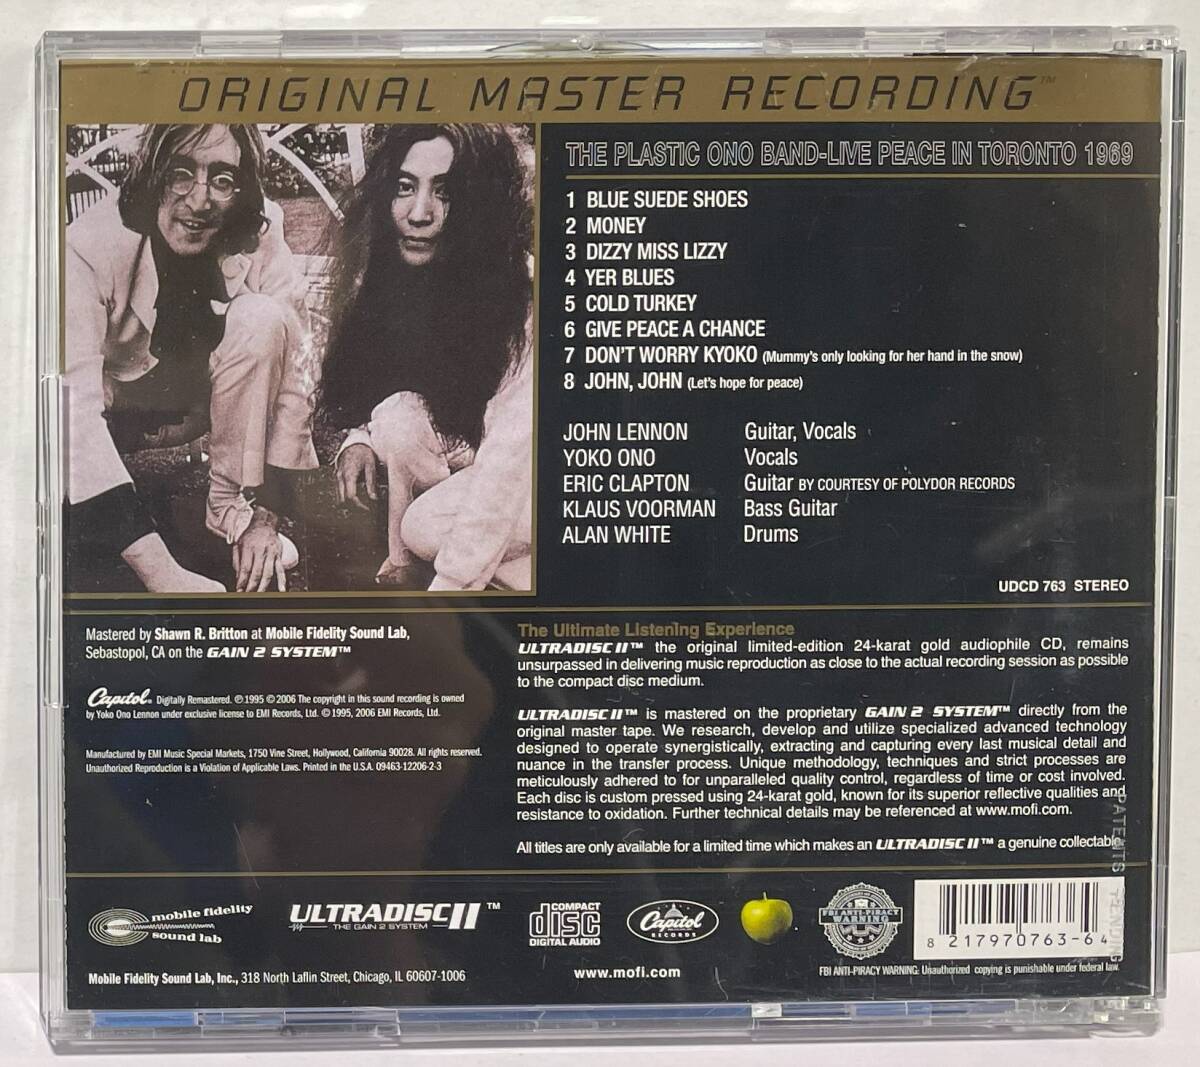 ORIGINAL MASTER RECORDING™
THE PLASTIC ONO BAND-LIVE PEACE IN TORONTO 1969
1 BLUE SUEDE SHOES
2 MONEY
3 DIZZY MISS LIZZY
4 YER BLUES
5 COLD TURKEY
6 GIVE PEACE A CHANCE
7 DON'T WORRY KYOKO (Mummy's only looking for her hand in the snow)
8 JOHN, JOHN (Let's hope for peace)
JOHN LENNON Guitar, Vocals
YOKO ONO Vocals
ERIC CLAPTON Guitar BY COURTESY OF POLYDOR RECORDS
KLAUS VOORMAN Bass Guitar
ALAN WHITE Drums
UDCD 763 STEREO
Mastered by Shawn R. Britton at Mobile Fidelity Sound Lab,
Sebastopol, CA on the GAIN 2 SYSTEM™
Capitol. Digitally Remastered. ℗1995 ©2006 The copyright in this sound recording is owned
by Yoko Ono Lennon under exclusive license to EMI Records, Ltd. ©1995, 2006 EMI Records, Ltd.
Manufactured by EMI Music Special Markets, 1750 Vine Street, Hollywood, California 90028. All rights reserved.
Unauthorized Reproduction is a Violation of Applicable Laws. Printed in the U.S.A. 09463-12206-2-3
The Ultimate Listening Experience
ULTRADISC II™ the original limited-edition 24-karat gold audiophile CD, remains
unsurpassed in delivering music reproduction as close to the actual recording session as possible
to the compact disc medium.
ULTRADISC II™ is mastered on the proprietary GAIN 2 SYSTEM™ directly from the
original master tape. We research, develop and utilize specialized advanced technology
designed to operate synergistically, extracting and capturing every last musical detail and
nuance in the transfer process. Unique methodology, techniques and strict processes are
meticulously adhered to for unparalleled quality control, regardless of time or cost involved.
Each disc is custom pressed using 24-karat gold, known for its superior reflective qualities and
resistance to oxidation. Further technical details may be referenced at www.mofi.com.
All titles are only available for a limited time which makes an ULTRADISC II™ a genuine collectable.
PATENTS PENDING
mobile fidelity
sound lab
ULTRADISC II™
THE GAIN 2 SYSTEM
COMPACT
disc
DIGITAL AUDIO
Capitol
RECORDS
FBI ANTI-PIRACY
WARNING
8 217970763-6 4
Mobile Fidelity Sound Lab, Inc., 318 North Laflin Street, Chicago, IL 60607-1006
www.mofi.com
FBI ANTI-PIRACY WARNING: Unauthorized copying is punishable under federal law.